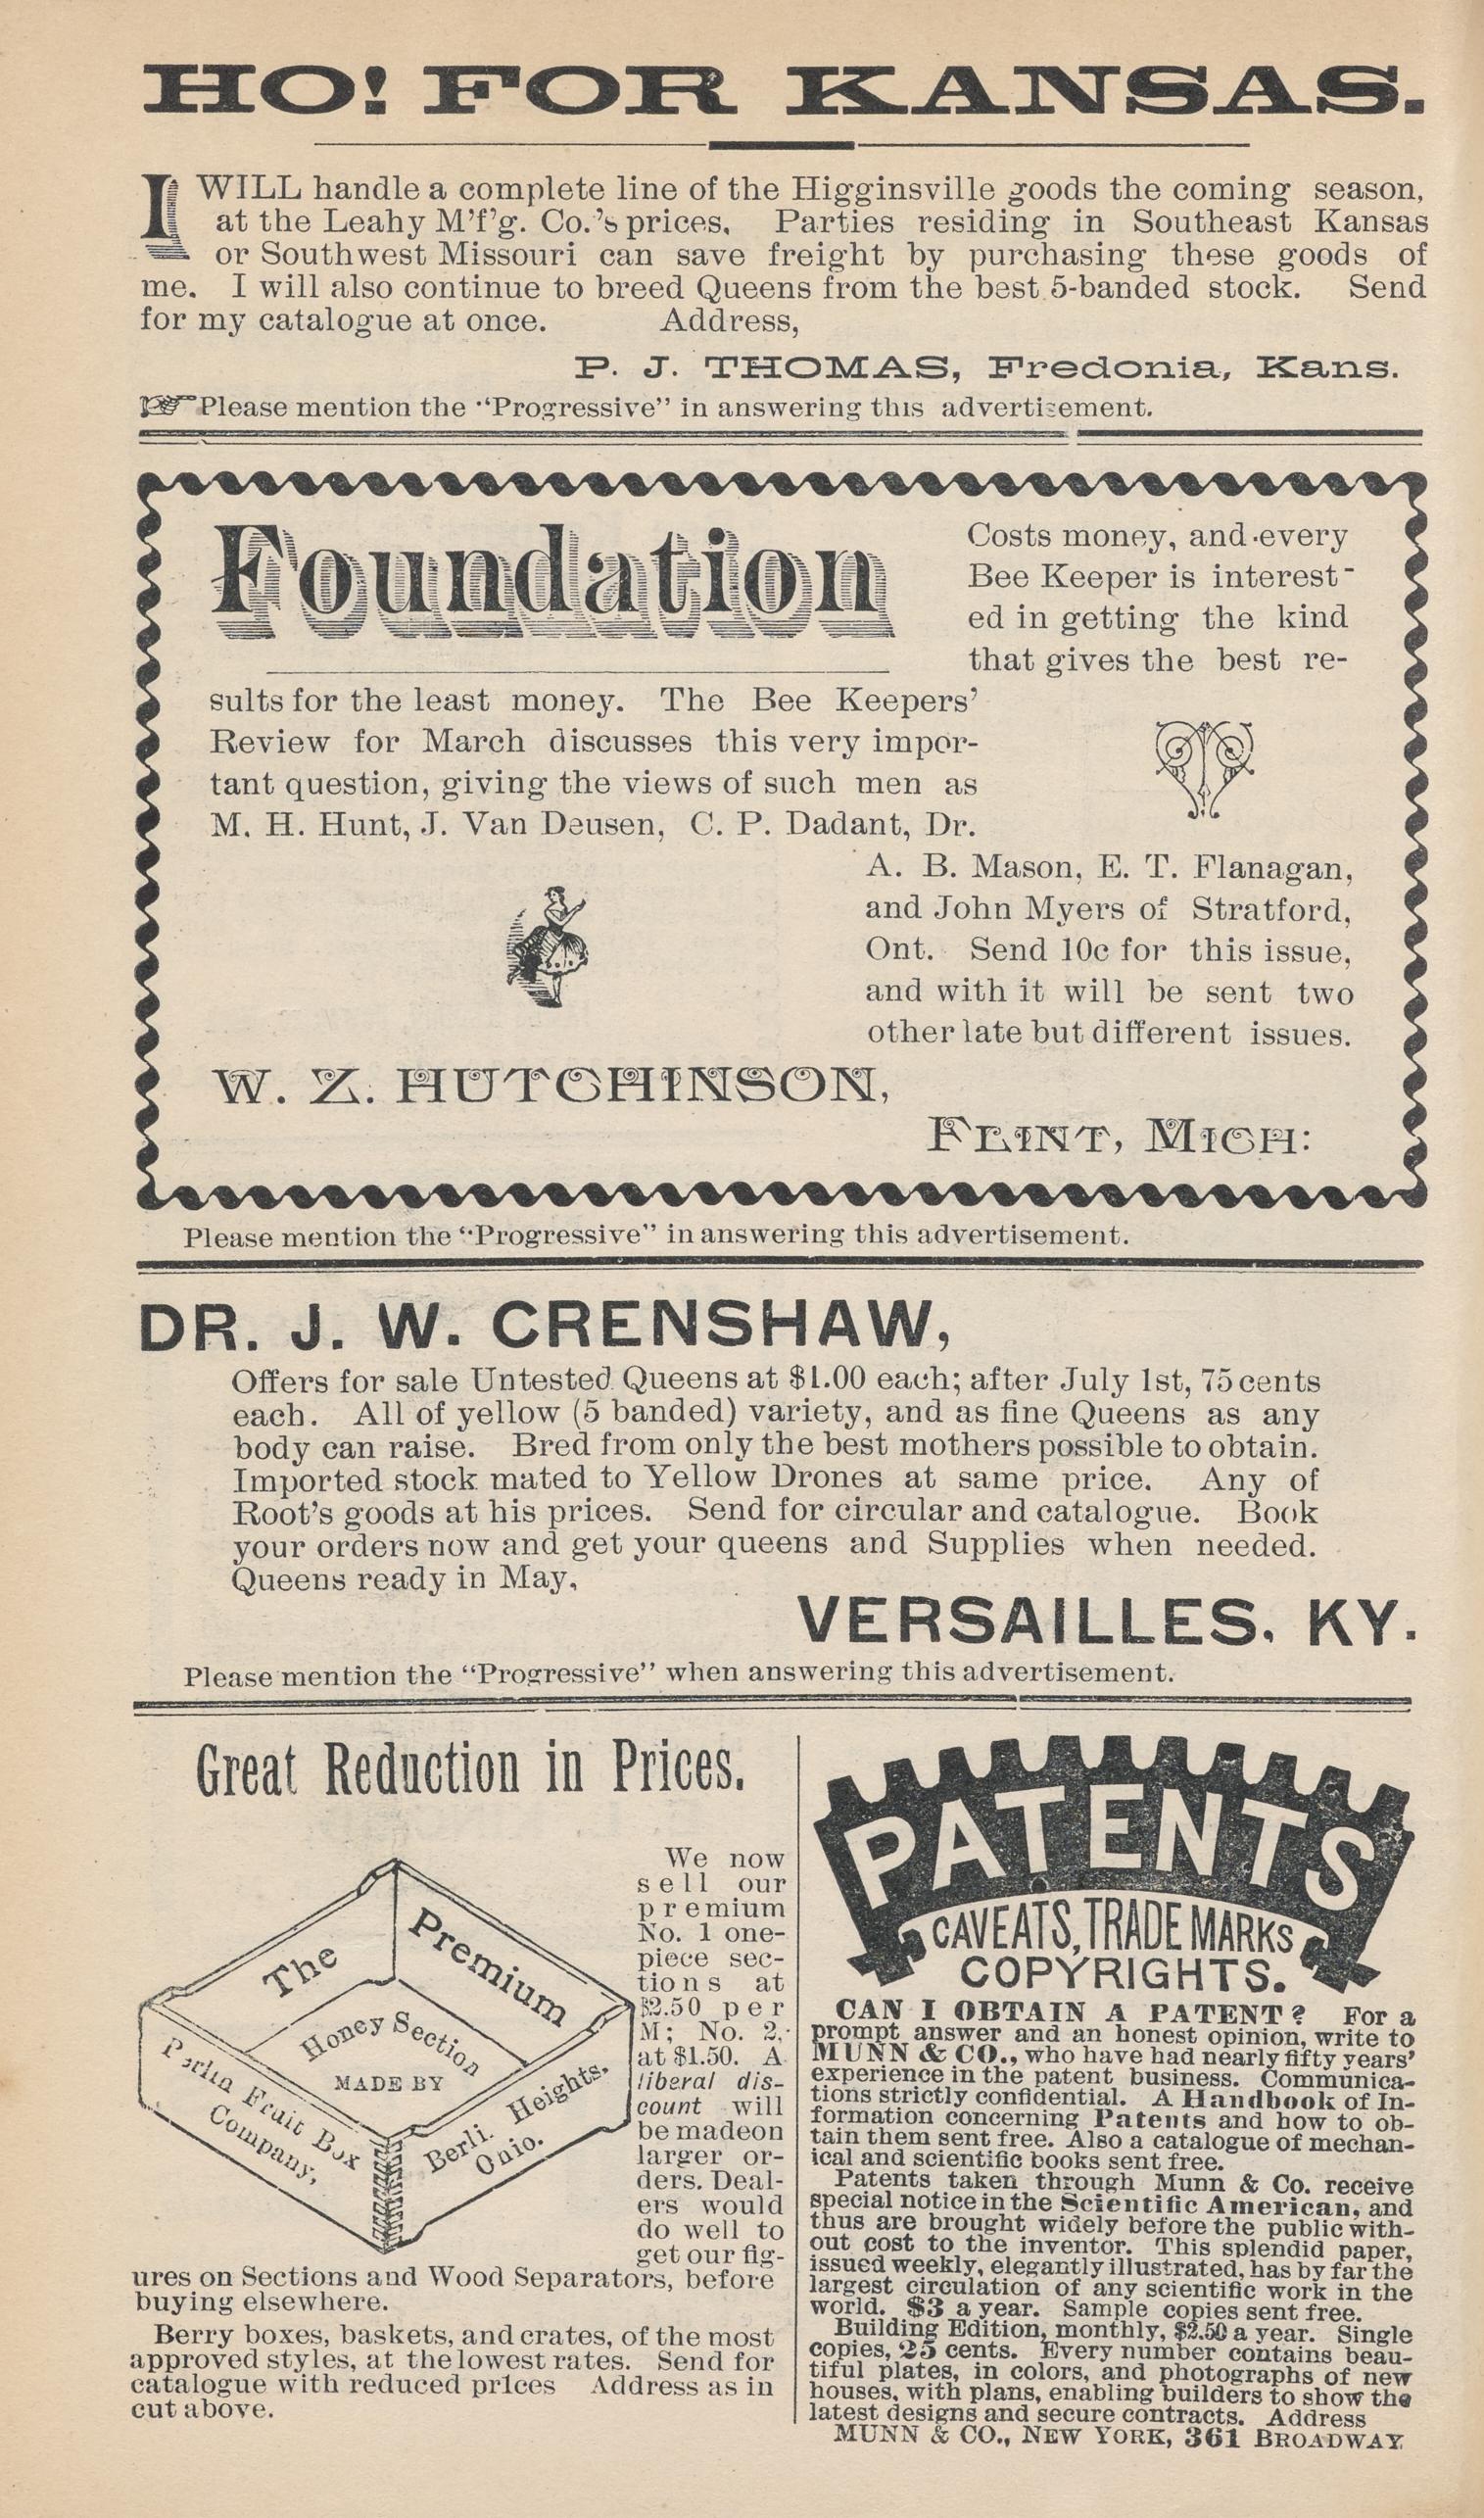 HO! FOR KANSAS.
I WILL handle a complete line of the Higginsville goods the coming season,
at the Leahy M'f'g. Co.'s prices. Parties residing in Southeast Kansas
or Southwest Missouri can save freight by purchasing these goods of
me. I will also continue to breed Queens from the best 5-banded stock. Send
for my catalogue at once. Address,
P. J. THOMAS, Fredonia, Kans.
☞Please mention the "Progressive" in answering this advertisement.
Foundation
Costs money, and every
Bee Keeper is interest-
ed in getting the kind
that gives the best re-
sults for the least money. The Bee Keepers'
Review for March discusses this very impor-
tant question, giving the views of such men as
M. H. Hunt, J. Van Deusen, C. P. Dadant, Dr.
A. B. Mason, E. T. Flanagan,
and John Myers of Stratford,
Ont. Send 10c for this issue,
and with it will be sent two
other late but different issues.
W. Z. HUTCHINSON,
FLINT, MICH:
Please mention the "Progressive" in answering this advertisement.
DR. J. W. CRENSHAW,
Offers for sale Untested Queens at $1.00 each; after July 1st, 75 cents
each. All of yellow (5 banded) variety, and as fine Queens as any
body can raise. Bred from only the best mothers possible to obtain.
Imported stock mated to Yellow Drones at same price. Any of
Root's goods at his prices. Send for circular and catalogue. Book
your orders now and get your queens and Supplies when needed.
Queens ready in May,
VERSAILLES, KY.
Please mention the "Progressive" when answering this advertisement.
Great Reduction in Prices.
The Premium
Honey Section
MADE BY
Berlin Fruit Box
Company,
Berli. Heights.
Onio.
We now
sell our
premium
No. 1 one-
piece sec-
tions at
$2.50 per
M; No. 2,
at $1.50. A
liberal dis-
count will
be made on
larger or-
ders. Deal-
ers would
do well to
get our fig-
ures on Sections and Wood Separators, before
buying elsewhere.
Berry boxes, baskets, and crates, of the most
approved styles, at the lowest rates. Send for
catalogue with reduced prices Address as in
cut above.
PATENTS
CAVEATS, TRADE MARKS
COPYRIGHTS.
CAN I OBTAIN A PATENT? For a
prompt answer and an honest opinion, write to
MUNN & CO., who have had nearly fifty years'
experience in the patent business. Communica-
tions strictly confidential. A Handbook of In-
formation concerning Patents and how to ob-
tain them sent free. Also a catalogue of mechan-
ical and scientific books sent free.
Patents taken through Munn & Co. receive
special notice in the Scientific American, and
thus are brought widely before the public with-
out cost to the inventor. This splendid paper,
issued weekly, elegantly illustrated, has by far the
largest circulation of any scientific work in the
world. $3 a year. Sample copies sent free.
Building Edition, monthly, $2.50 a year. Single
copies, 25 cents. Every number contains beau-
tiful plates, in colors, and photographs of new
houses, with plans, enabling builders to show the
latest designs and secure contracts. Address
MUNN & CO., NEW YORK, 361 BROADWAY